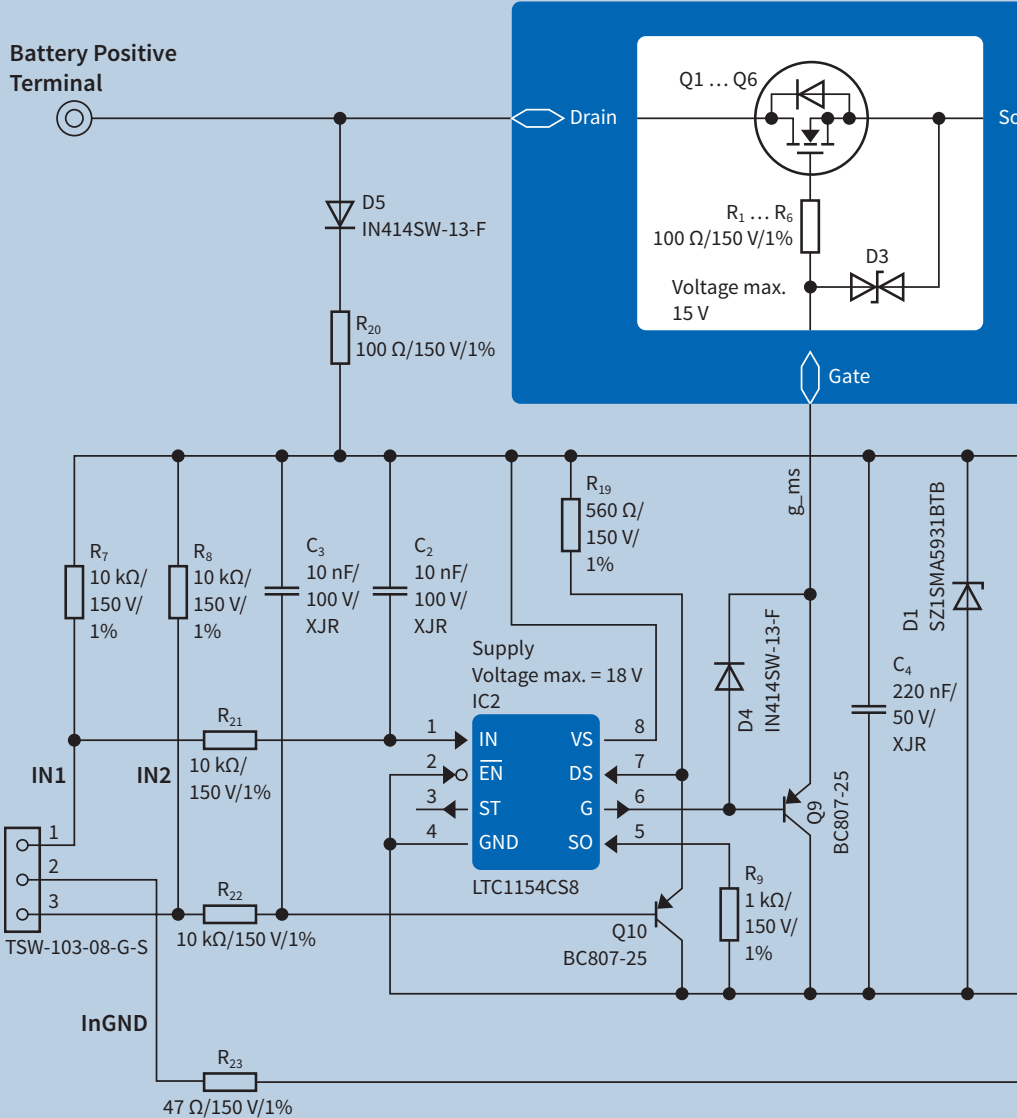 Battery Positive
Terminal
Drain
Q1 … Q6
R₁ … R₆
100 Ω/150 V/1%
D3
Voltage max.
15 V
Gate
D5
IN414SW-13-F
R₂₀
100 Ω/150 V/1%
R₇
10 kΩ/
150 V/
1%
R₈
10 kΩ/
150 V/
1%
C₃
10 nF/
100 V/
XJR
C₂
10 nF/
100 V/
XJR
R₁₉
560 Ω/
150 V/
1%
g_ms
D1
SZ1SMA5931BTB
C₄
220 nF/
50 V/
XJR
D4
IN414SW-13-F
Supply
Voltage max. = 18 V
IC2
1 IN VS 8
2 EN DS 7
3 ST G 6
4 GND SO 5
LTC1154CS8
Q9
BC807-25
R₂₁
10 kΩ/
150 V/1%
IN1
IN2
1
2
3
TSW-103-08-G-S
R₂₂
10 kΩ/150 V/1%
Q10
BC807-25
R₉
1 kΩ/
150 V/
1%
InGND
R₂₃
47 Ω/150 V/1%